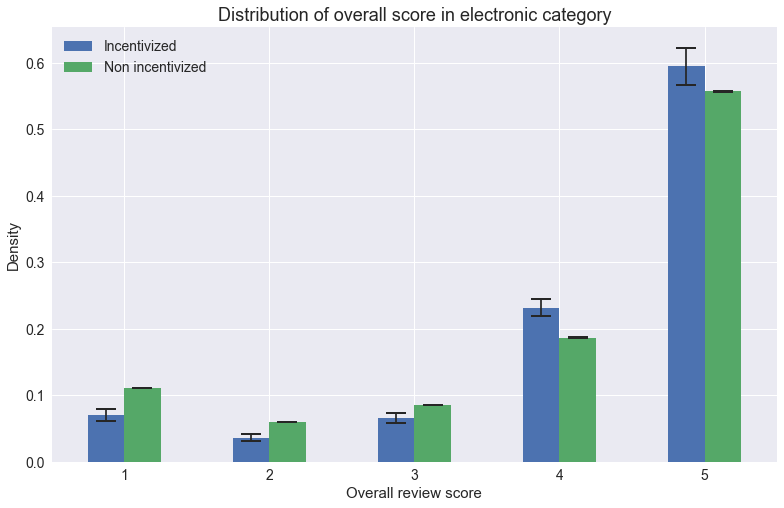 Distribution of overall score in electronic category
Incentivized
Non incentivized
0.6
0.5
0.4
0.3
0.2
0.1
0.0
Density
1 2 3 4 5
Overall review score